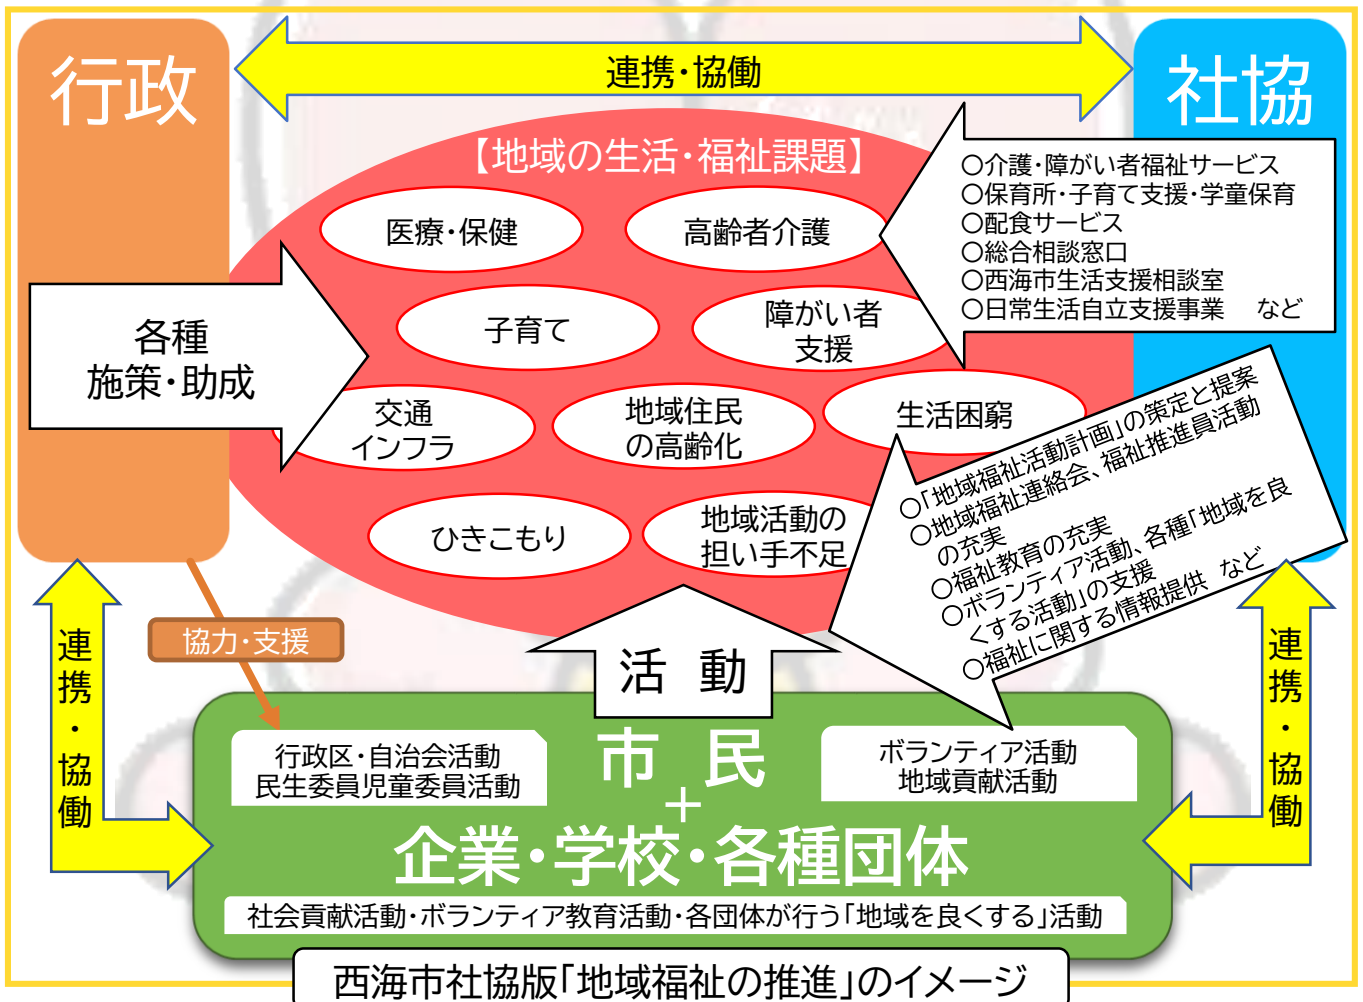 行政
連携・協働
社協
【地域の生活・福祉課題】
医療・保健
高齢者介護
子育て
障がい者
支援
交通
インフラ
地域住民
の高齢化
生活困窮
ひきこもり
地域活動の
担い手不足
各種
施策・助成
〇介護・障がい者福祉サービス
〇保育所・子育て支援・学童保育
〇配食サービス
〇総合相談窓口
〇西海市生活支援相談室
〇日常生活自立支援事業　など
〇「地域福祉活動計画」の策定と提案
〇地域福祉連絡会、福祉推進員活動
の充実
〇福祉教育の充実
〇ボランティア活動、各種「地域を良
くする活動」の支援
〇福祉に関する情報提供　など
連携・協働
協力・支援
活　動
連携・協働
行政区・自治会活動
民生委員児童委員活動
市　民
＋
企業・学校・各種団体
ボランティア活動
地域貢献活動
社会貢献活動・ボランティア教育活動・各団体が行う「地域を良くする」活動
西海市社協版「地域福祉の推進」のイメージ